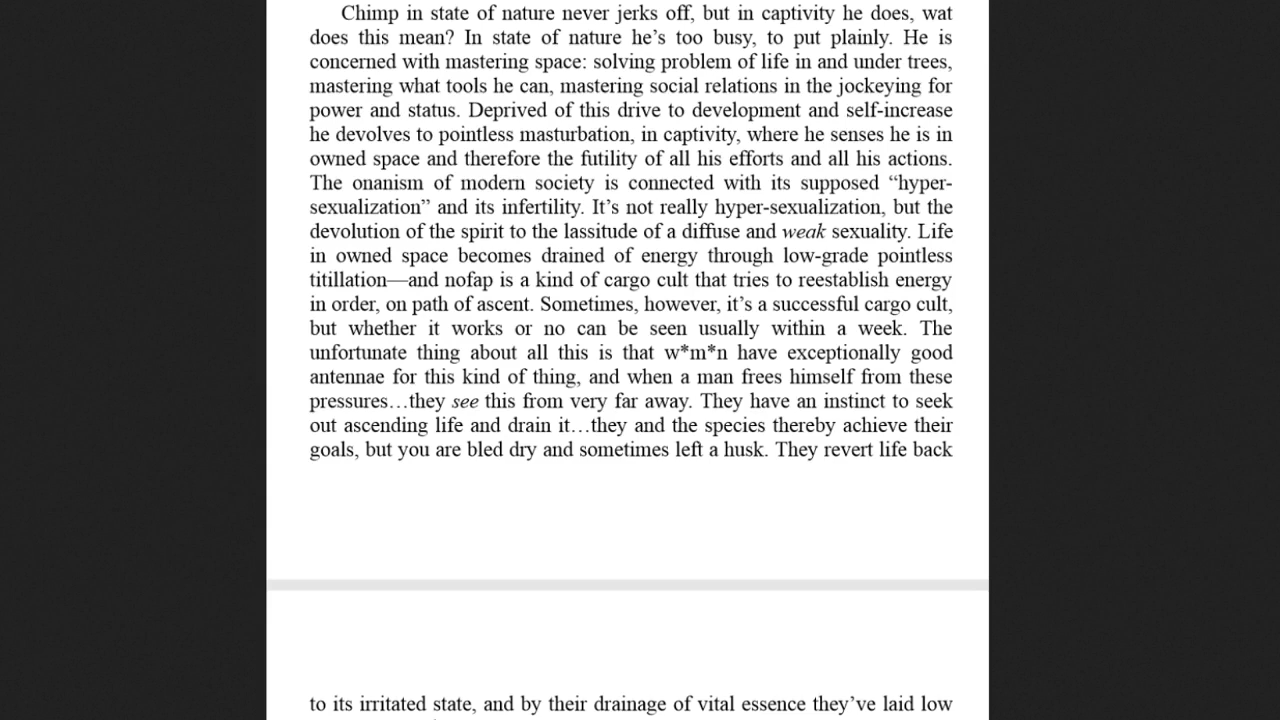 Chimp in state of nature never jerks off, but in captivity he does, wat
does this mean? In state of nature he’s too busy, to put plainly. He is
concerned with mastering space: solving problem of life in and under trees,
mastering what tools he can, mastering social relations in the jockeying for
power and status. Deprived of this drive to development and self-increase
he devolves to pointless masturbation, in captivity, where he senses he is in
owned space and therefore the futility of all his efforts and all his actions.
The onanism of modern society is connected with its supposed “hyper-
sexualization” and its infertility. It’s not really hyper-sexualization, but the
devolution of the spirit to the lassitude of a diffuse and weak sexuality. Life
in owned space becomes drained of energy through low-grade pointless
titillation—and nofap is a kind of cargo cult that tries to reestablish energy
in order, on path of ascent. Sometimes, however, it’s a successful cargo cult,
but whether it works or no can be seen usually within a week. The
unfortunate thing about all this is that w*m*n have exceptionally good
antennae for this kind of thing, and when a man frees himself from these
pressures…they see this from very far away. They have an instinct to seek
out ascending life and drain it…they and the species thereby achieve their
goals, but you are bled dry and sometimes left a husk. They revert life back
to its irritated state, and by their drainage of vital essence they’ve laid low